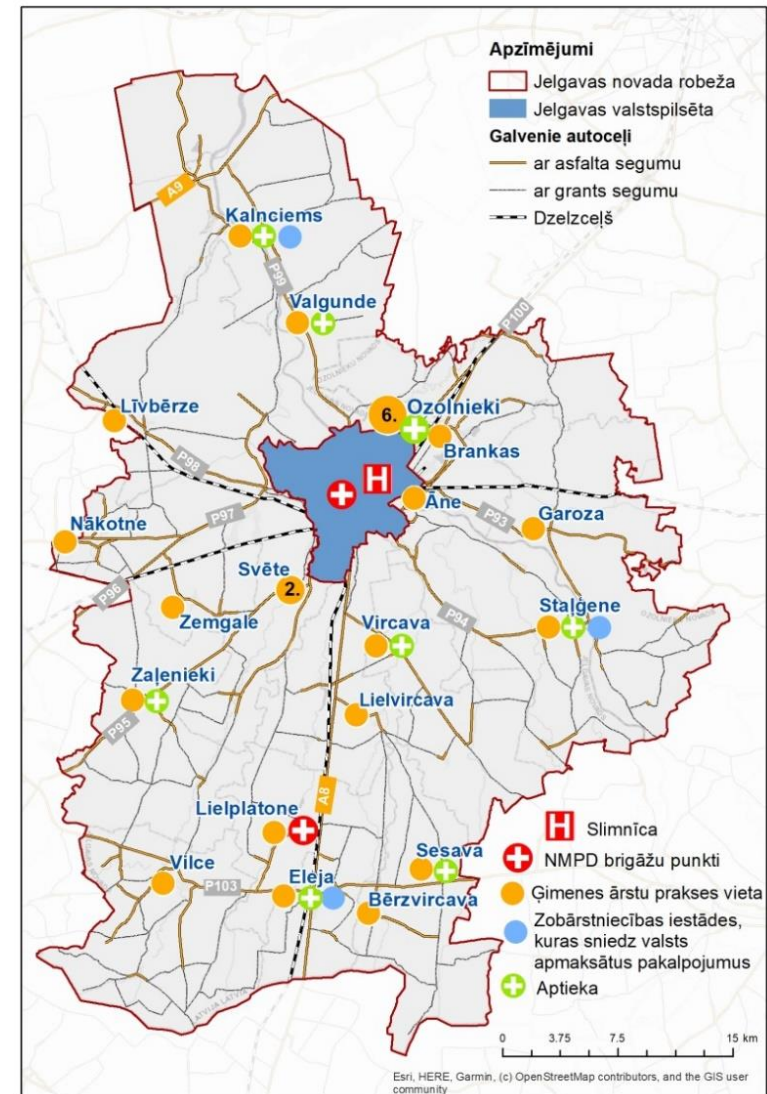 Apzīmējumi
Jelgavas novada robeža
Jelgavas valstspilsēta
Galvenie autoceļi
ar asfalta segumu
ar grants segumu
Dzelzceļš
A9
Kalnciems
P99
Valgunde
P100
Līvbērze
6. Ozolnieki
Brankas
P98
H
Āne
Nākotne
P97
P93
Garoza
P96
Svēte
2.
Zemgale
P94
Vircava
Staļģene
Zaļenieki
P95
Lielvircava
A8
Lielplatone
Vilce
P103
Eleja
Sesava
Bērzvircava
H Slimnīca
NMPD brigāžu punkti
Ģimenes ārstu prakses vieta
Zobārstniecības iestādes,
kuras sniedz valsts
apmaksātus pakalpojumus
Aptieka
0 3.75 7.5 15 km
Esri, HERE, Garmin, (c) OpenStreetMap contributors, and the GIS user
community